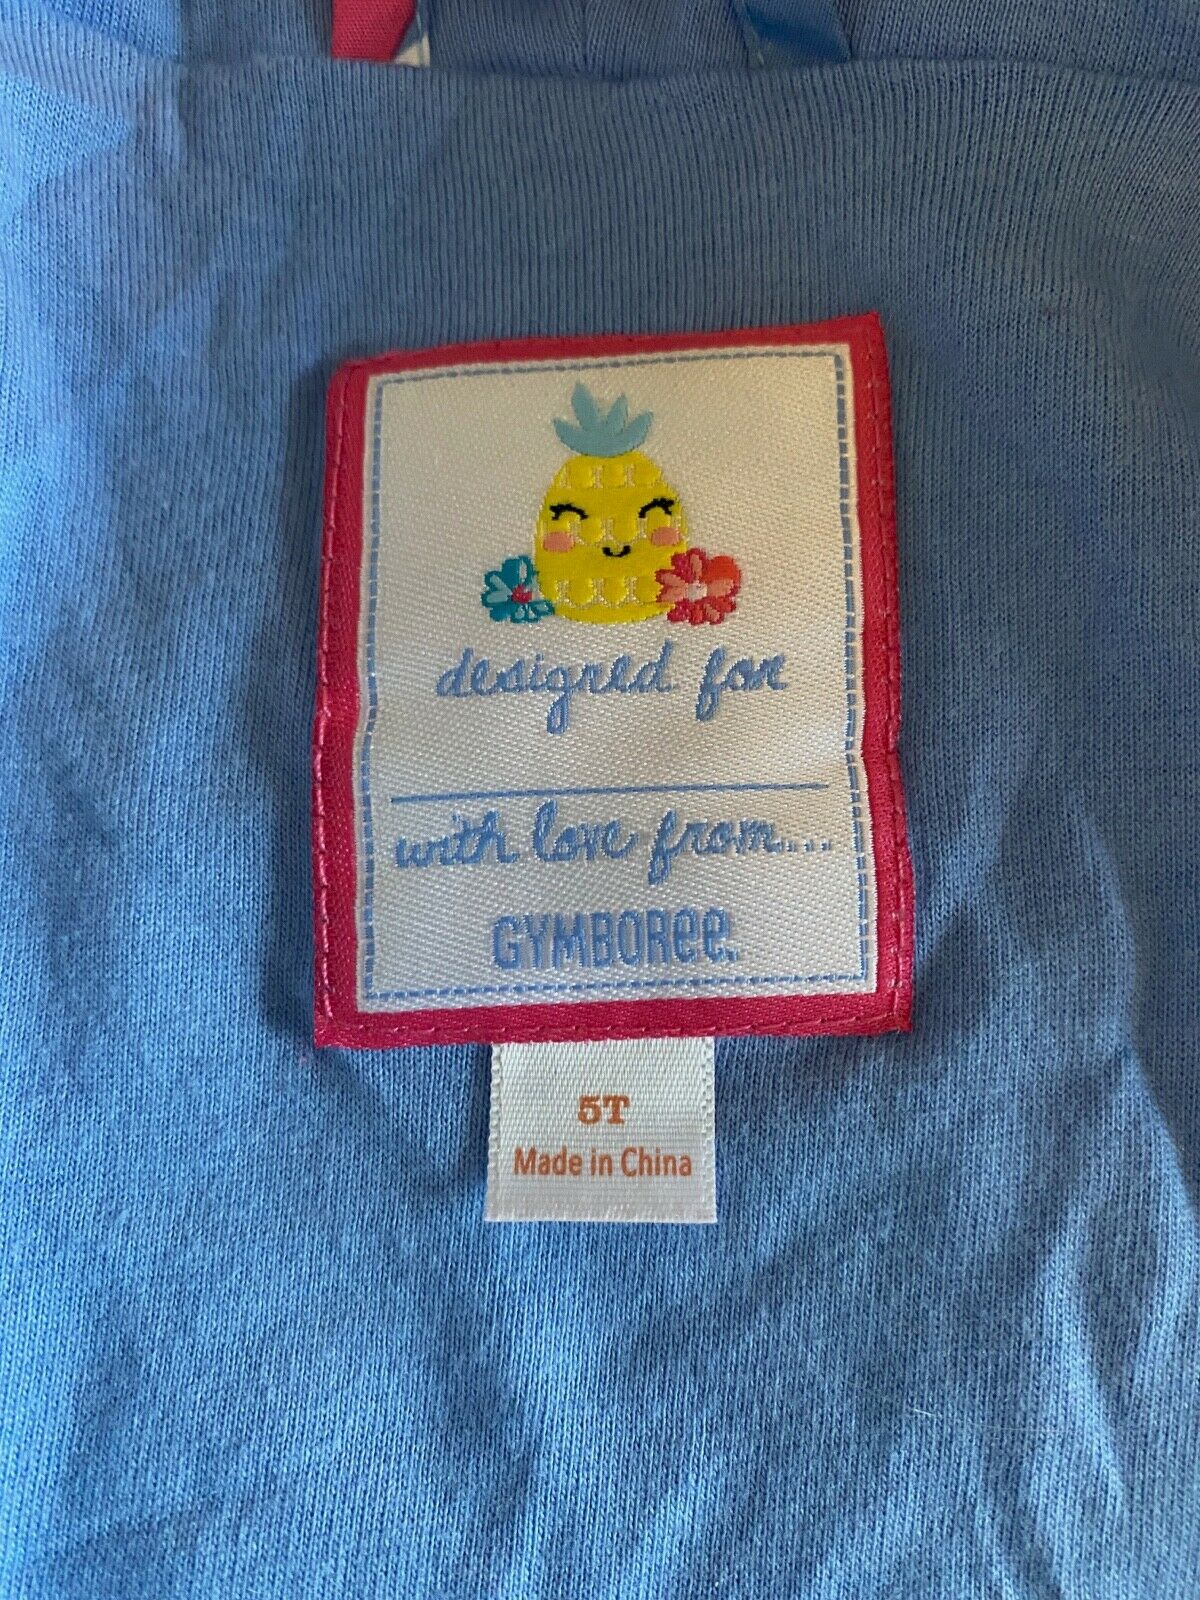 designed for
with love from...
GYMBOREE.
5T
Made in China